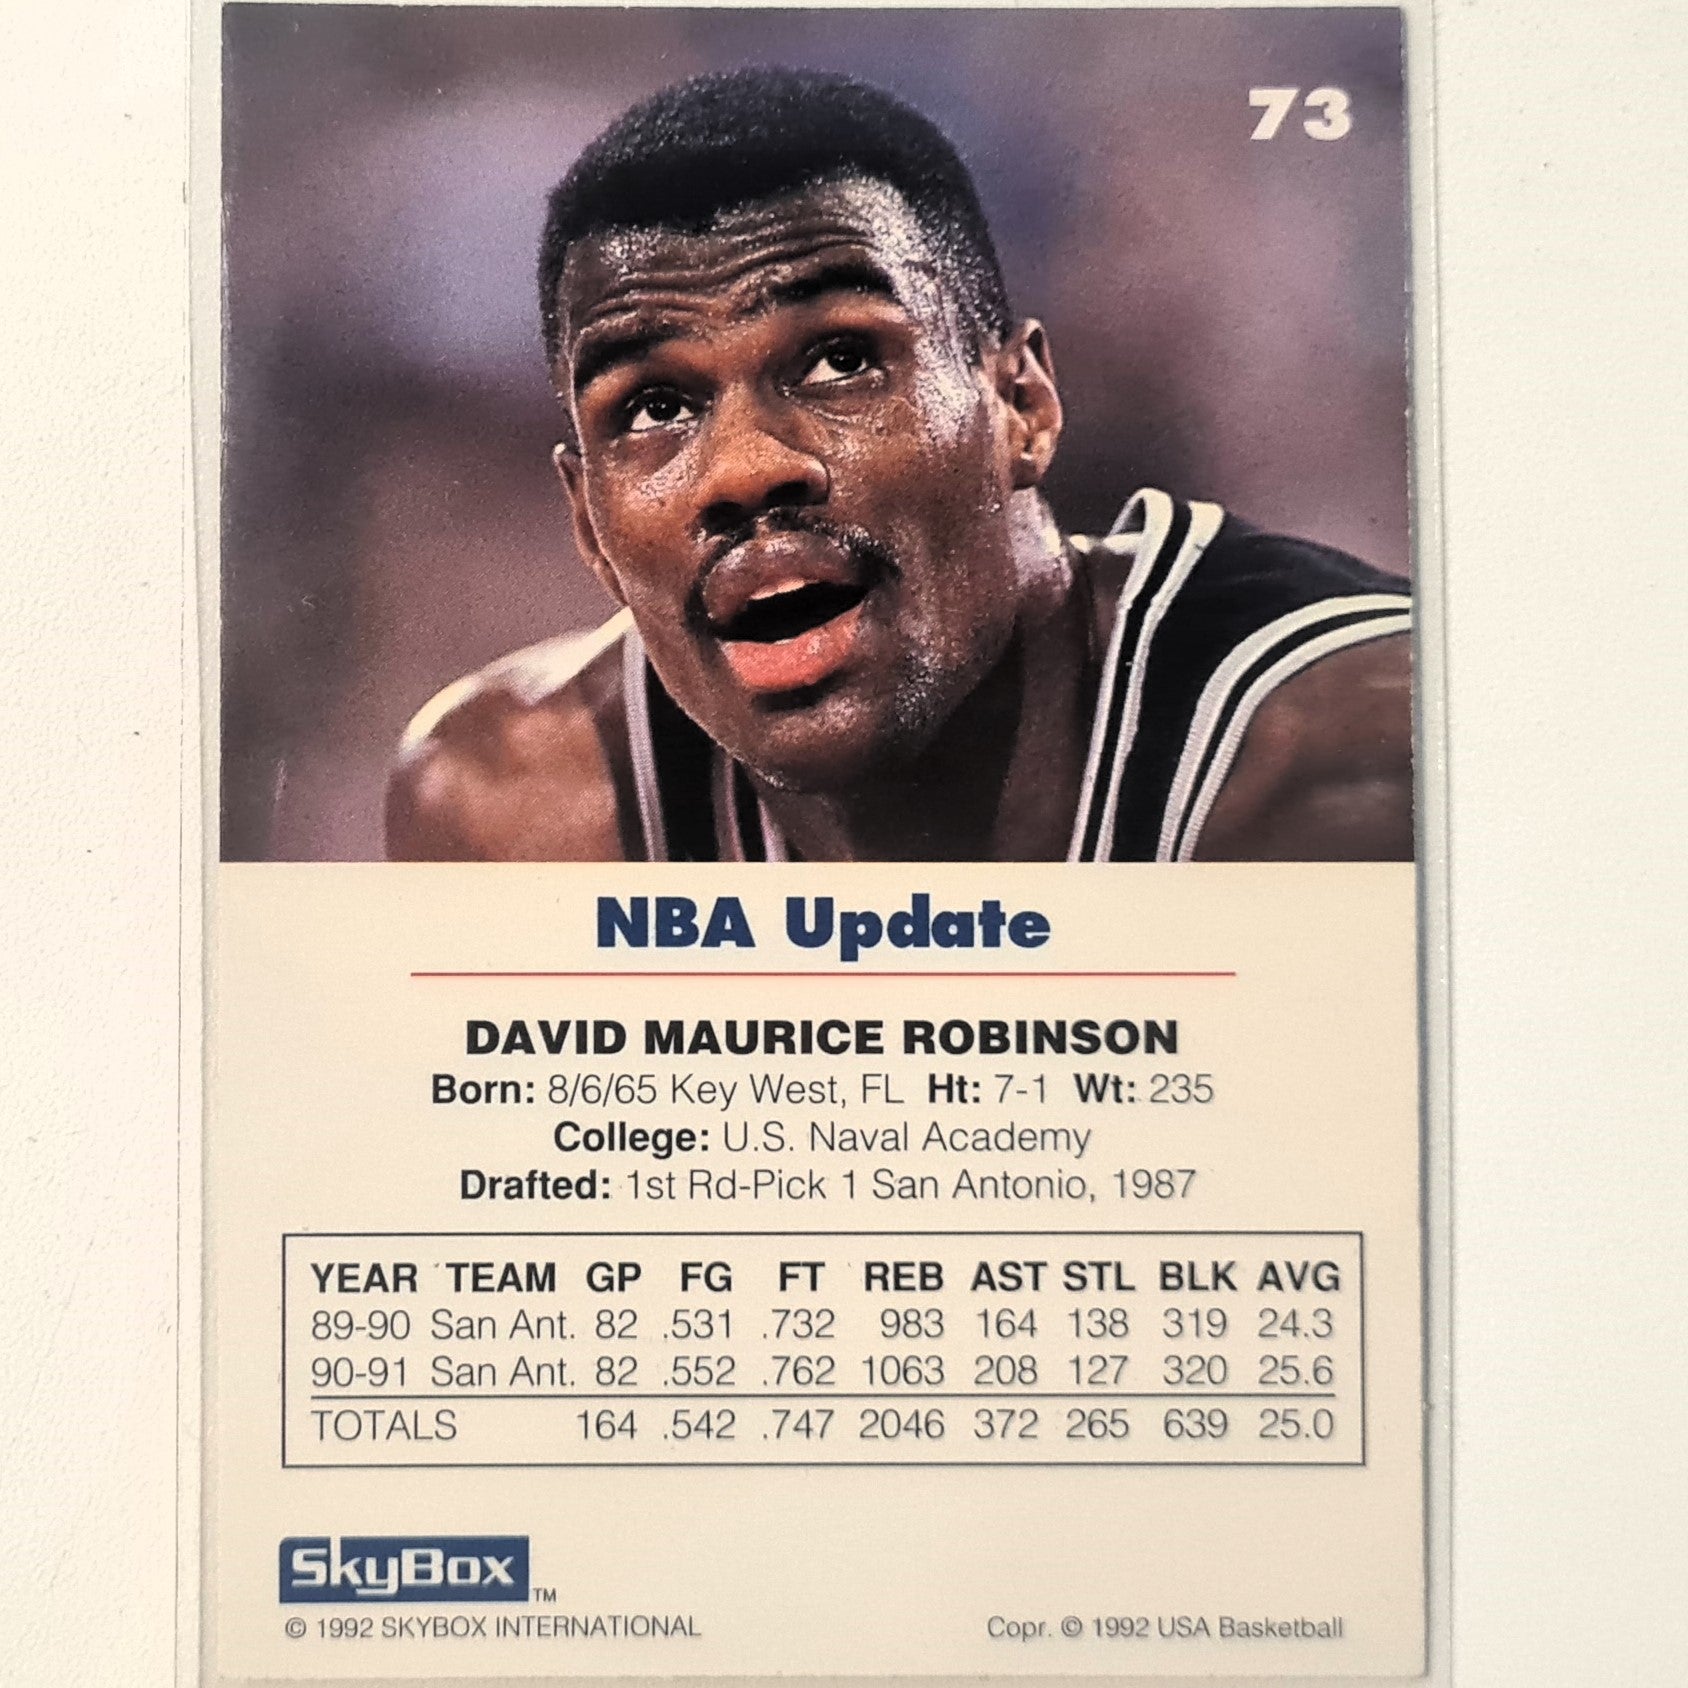 73
NBA Update
DAVID MAURICE ROBINSON
Born: 8/6/65 Key West, FL Ht: 7-1 Wt: 235
College: U.S. Naval Academy
Drafted: 1st Rd-Pick 1 San Antonio, 1987
YEAR TEAM GP FG FT REB AST STL BLK AVG
89-90 San Ant. 82 .531 .732 983 164 138 319 24.3
90-91 San Ant. 82 .552 .762 1063 208 127 320 25.6
TOTALS 164 .542 .747 2046 372 265 639 25.0
SkyBox TM
© 1992 SKYBOX INTERNATIONAL Copr. © 1992 USA Basketball